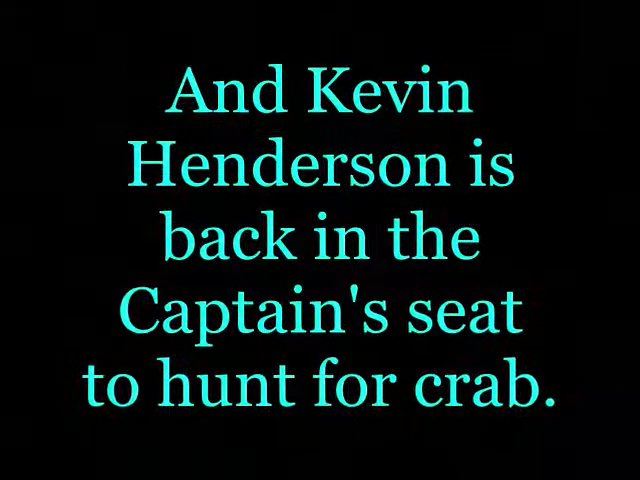 And Kevin
Henderson is
back in the
Captain's seat
to hunt for crab.